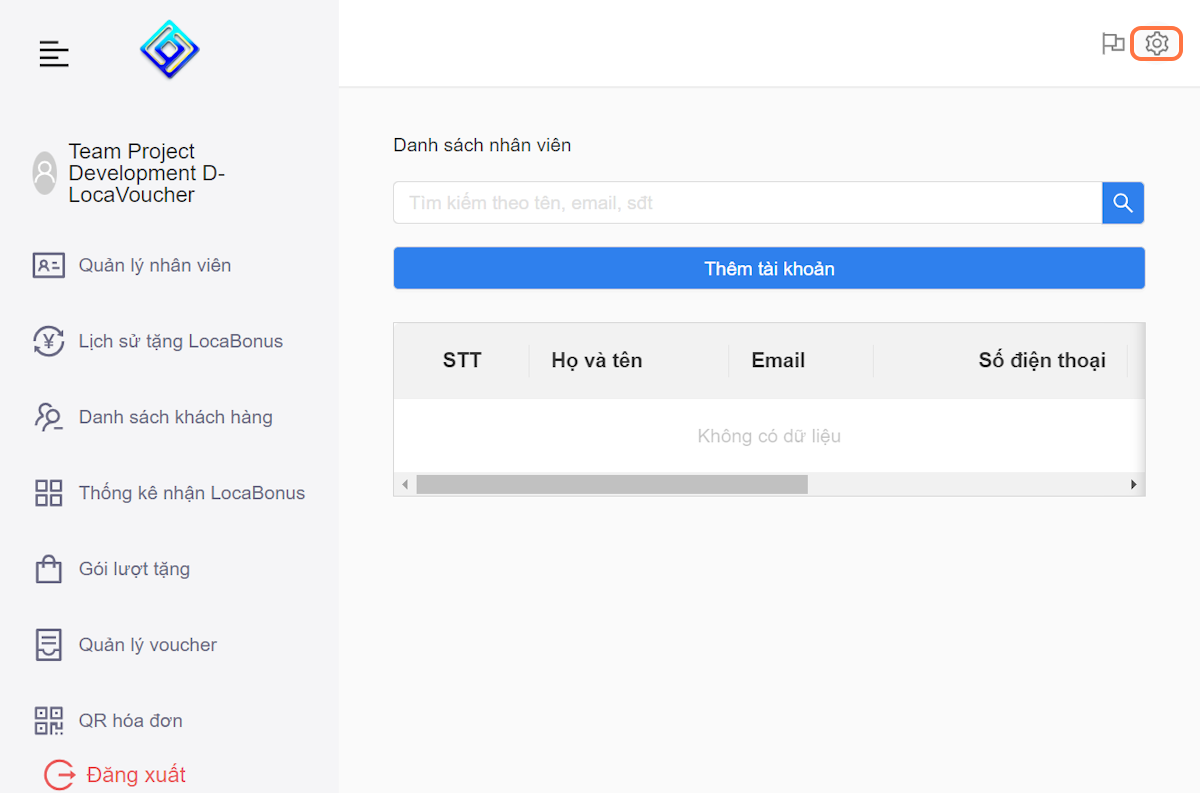 Team Project
Development D-
LocaVoucher
Quản lý nhân viên
Lịch sử tặng LocaBonus
Danh sách khách hàng
Thống kê nhận LocaBonus
Gói lượt tặng
Quản lý voucher
QR hóa đơn
Đăng xuất
Danh sách nhân viên
Tìm kiếm theo tên, email, sđt
Thêm tài khoản
STT Họ và tên Email Số điện thoại
Không có dữ liệu